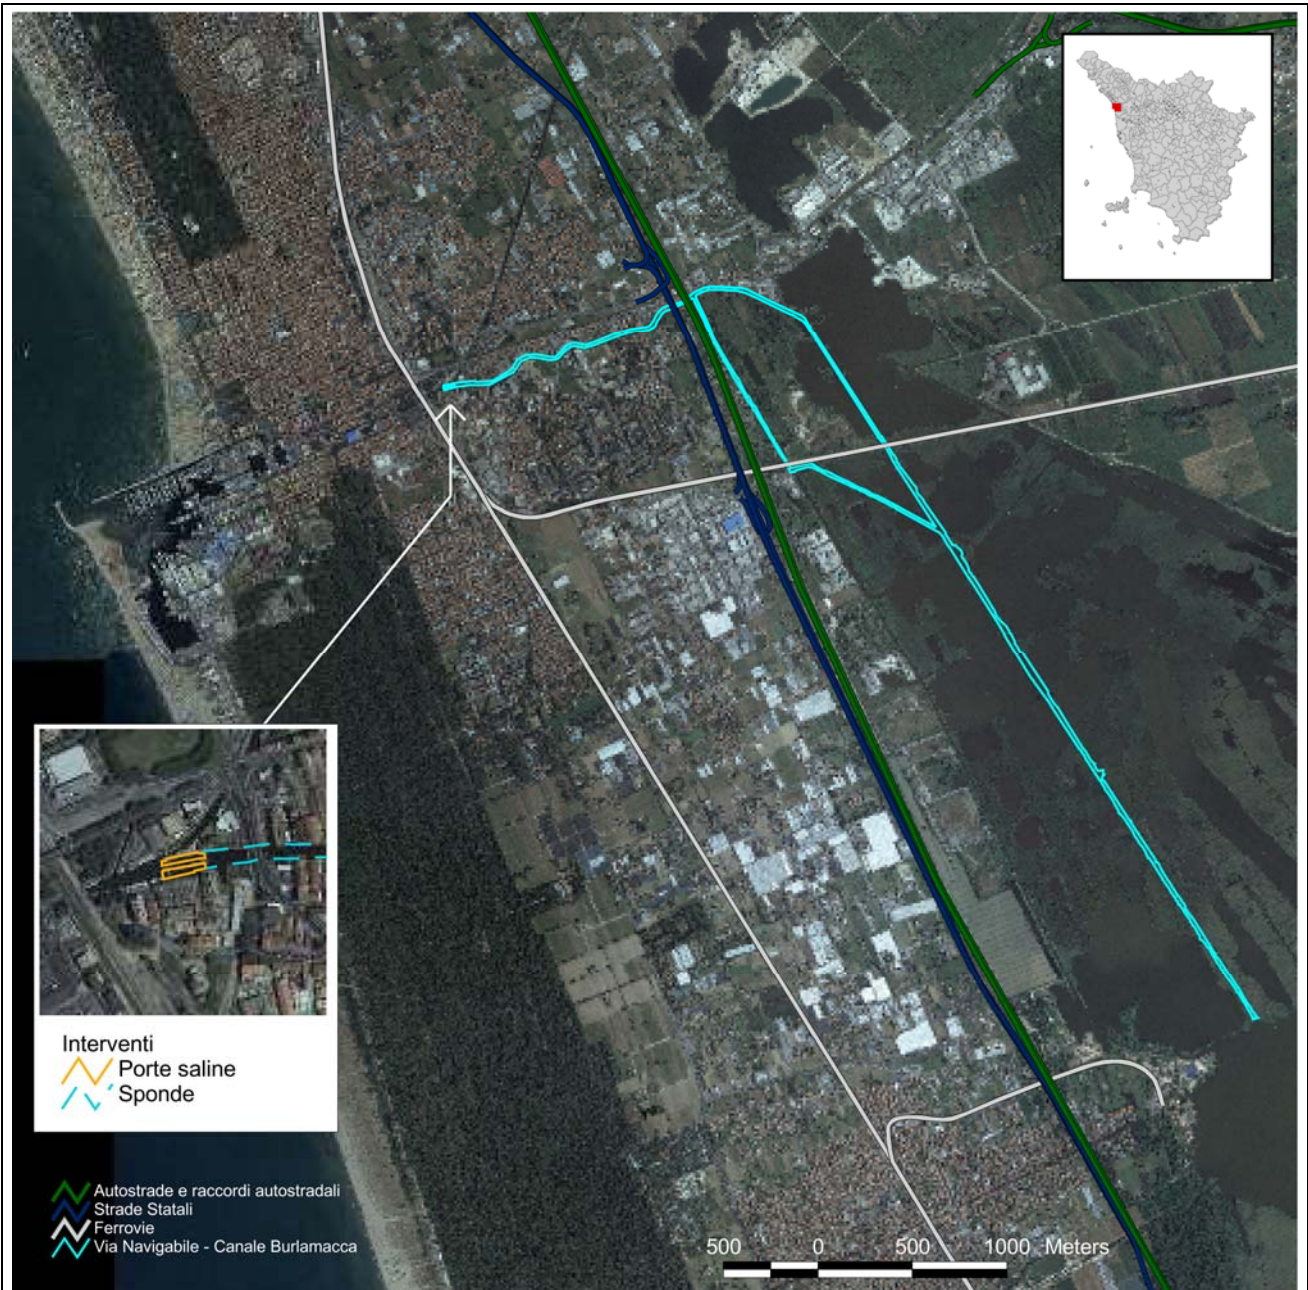 Interventi
Porte saline
Sponde
Autostrade e raccordi autostradali
Strade Statali
Ferrovie
Via Navigabile - Canale Burlamacca
500 0 500 1000 Meters